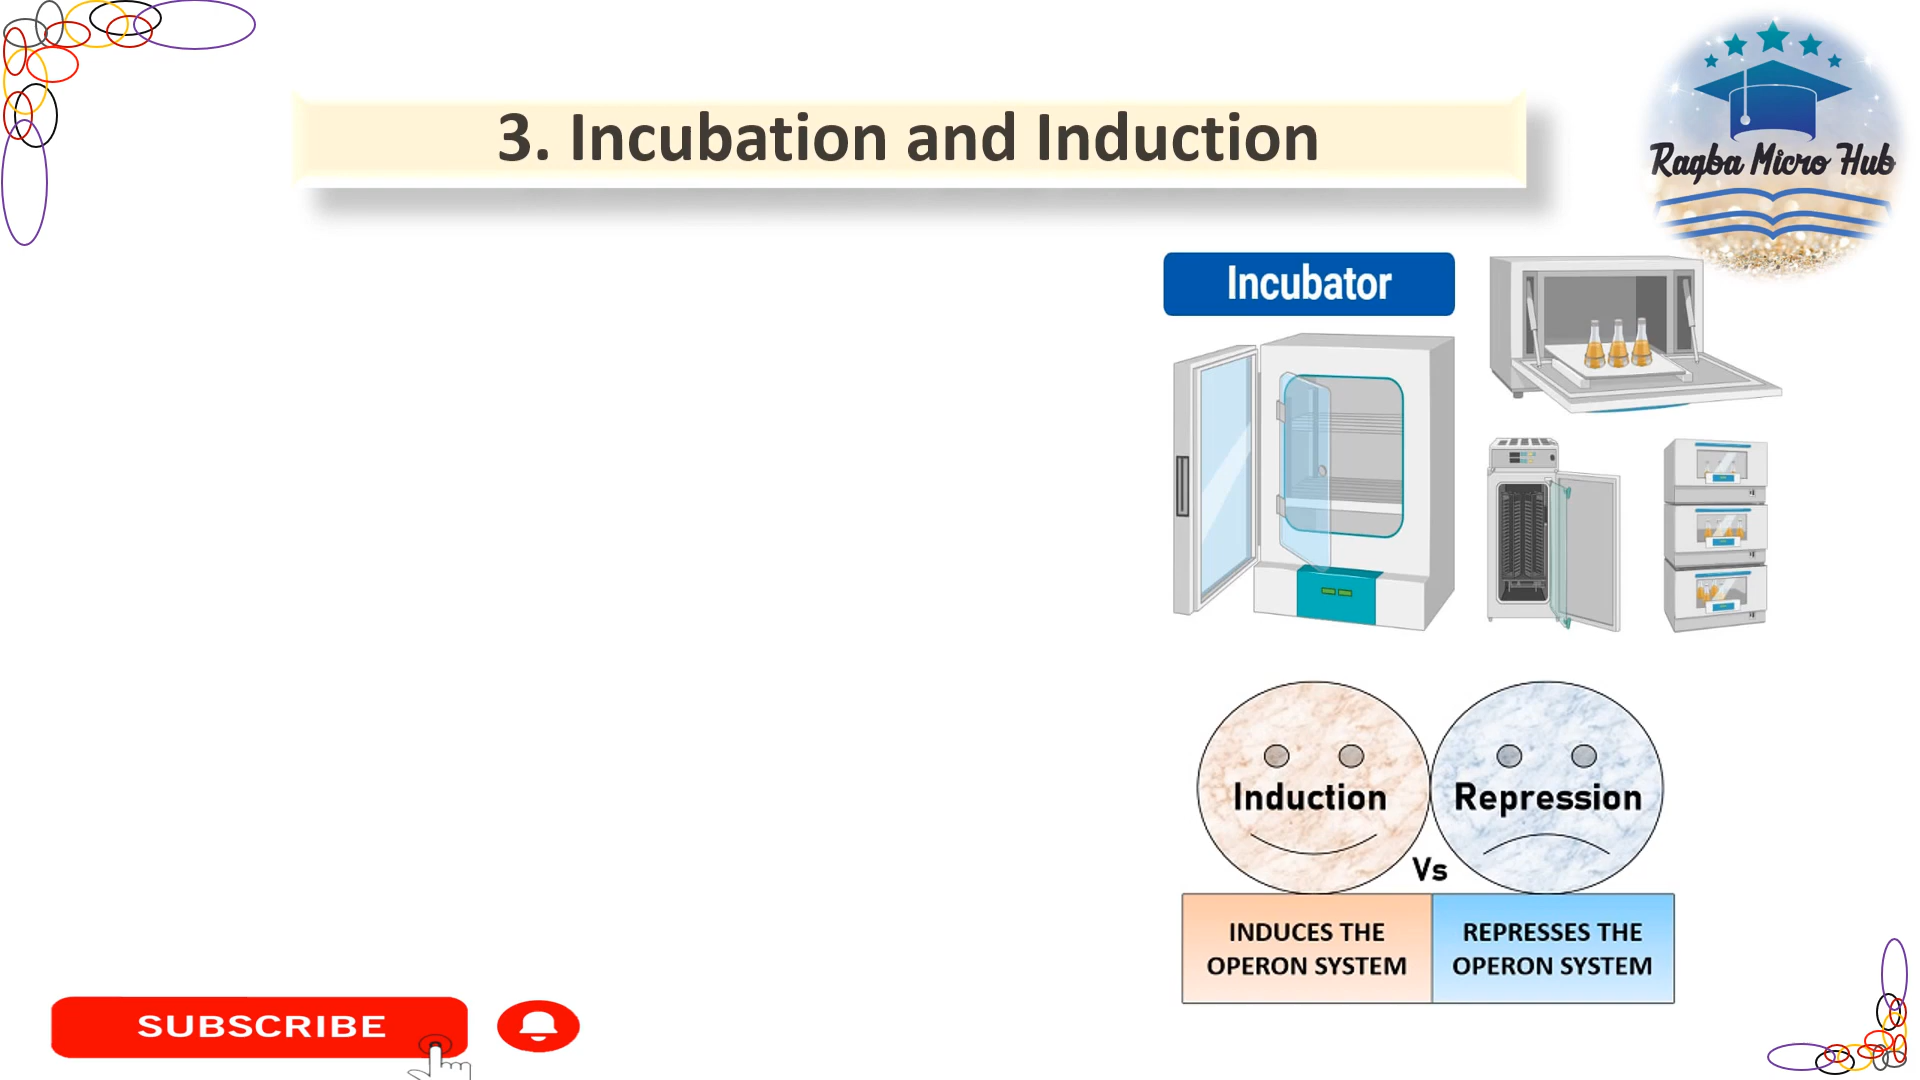 3. Incubation and Induction
Ragba Micro Hub
Incubator
Induction
Repression
Vs
INDUCES THE
OPERON SYSTEM
REPRESSES THE
OPERON SYSTEM
SUBSCRIBE